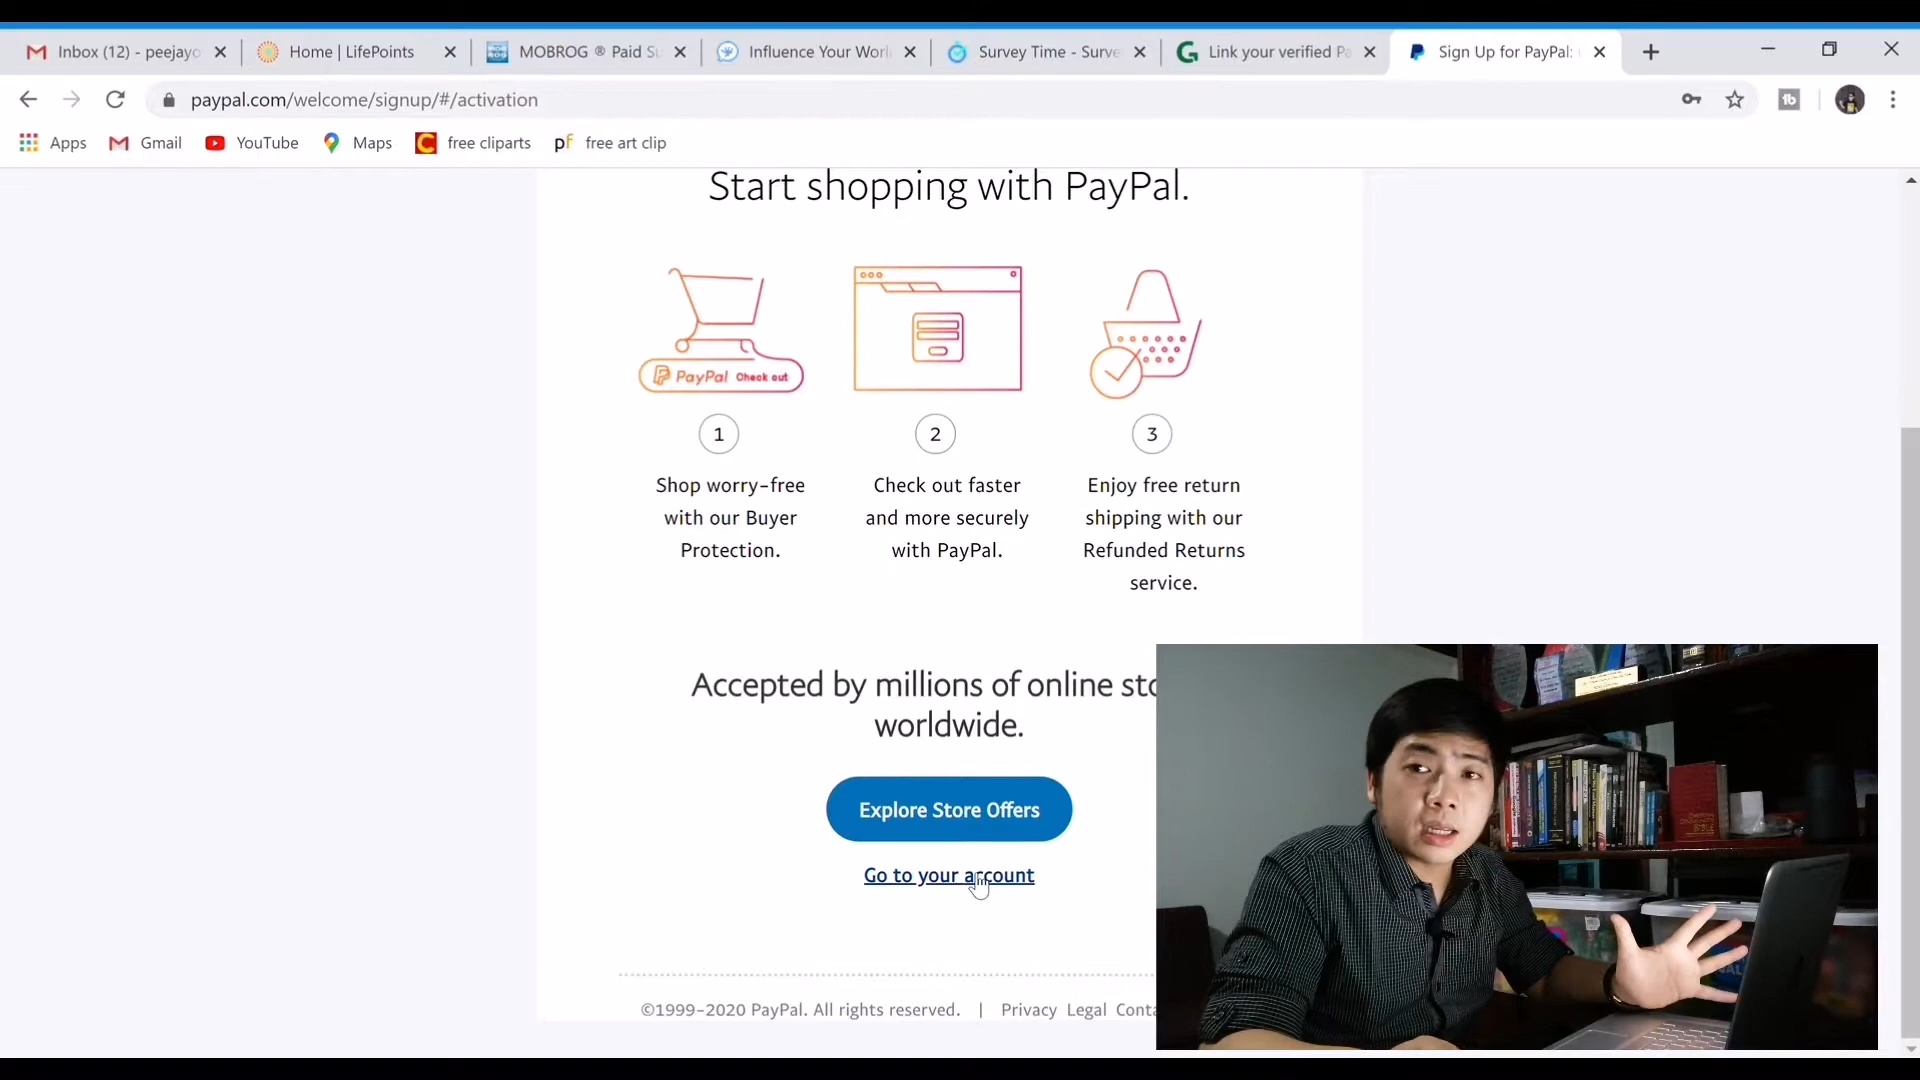 Inbox (12) - peejayo
Home | LifePoints
MOBROG ® Paid Su
Influence Your Worl
Survey Time - Surve
Link your verified Pa
Sign Up for PayPal:
paypal.com/welcome/signup/#/activation
Apps
Gmail
YouTube
Maps
free cliparts
pf free art clip
Start shopping with PayPal.
PayPal Check out
1
2
3
Shop worry-free
with our Buyer
Protection.
Check out faster
and more securely
with PayPal.
Enjoy free return
shipping with our
Refunded Returns
service.
Accepted by millions of online sto
worldwide.
Explore Store Offers
Go to your account
©1999-2020 PayPal. All rights reserved. | Privacy Legal Conta